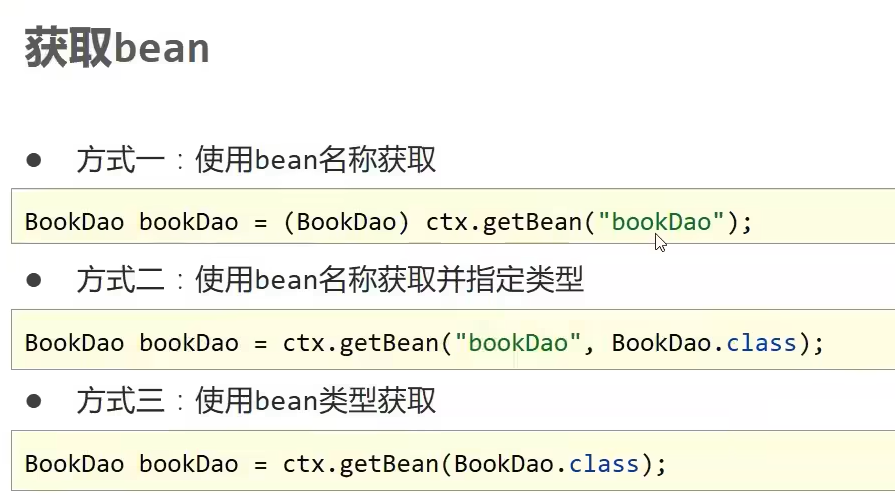 获取bean
● 方式一：使用bean名称获取
BookDao bookDao = (BookDao) ctx.getBean("bookDao");
● 方式二：使用bean名称获取并指定类型
BookDao bookDao = ctx.getBean("bookDao", BookDao.class);
● 方式三：使用bean类型获取
BookDao bookDao = ctx.getBean(BookDao.class);